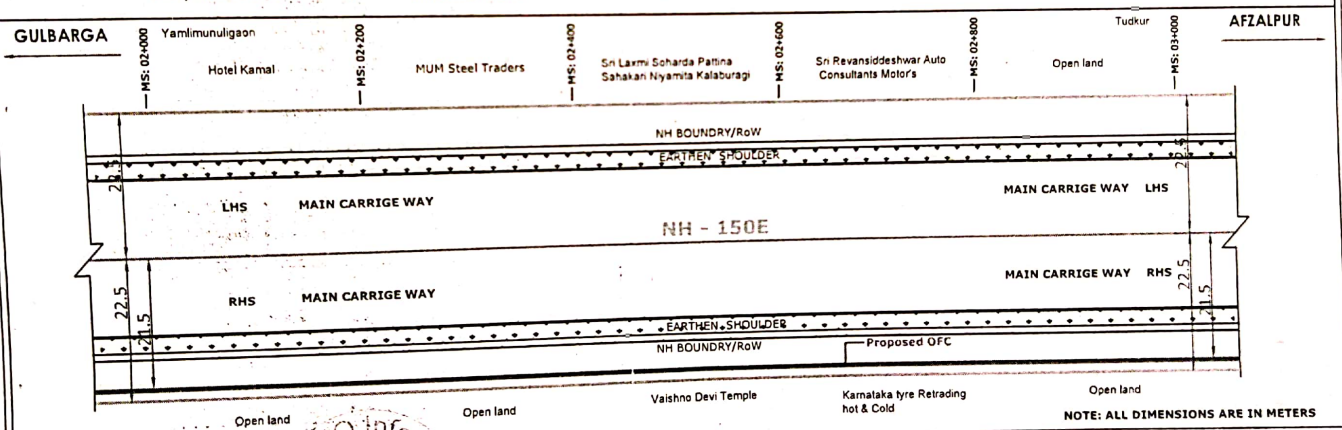 GULBARGA
Yamlimunuligaon
Hotel Kamal
MS: 02+000
MUM Steel Traders
MS: 02+200
MS: 02+400
Sri Laxmi Soharda Pattina
Sahakari Niyamita Kalaburagi
MS: 02+600
Sri Revansiddeshwar Auto
Consultants Motor's
MS: 02+800
Open land
Tudkur
MS: 03+000
AFZALPUR
NH BOUNDRY/RoW
EARTHEN SHOULDER
LHS MAIN CARRIGE WAY
MAIN CARRIGE WAY LHS
NH - 150E
RHS MAIN CARRIGE WAY
MAIN CARRIGE WAY RHS
22.5
21.5
22.5
21.5
EARTHEN SHOULDER
NH BOUNDRY/RoW
Proposed OFC
Open land
Open land
Vaishno Devi Temple
Karnataka tyre Retrading
hot & Cold
Open land
NOTE: ALL DIMENSIONS ARE IN METERS